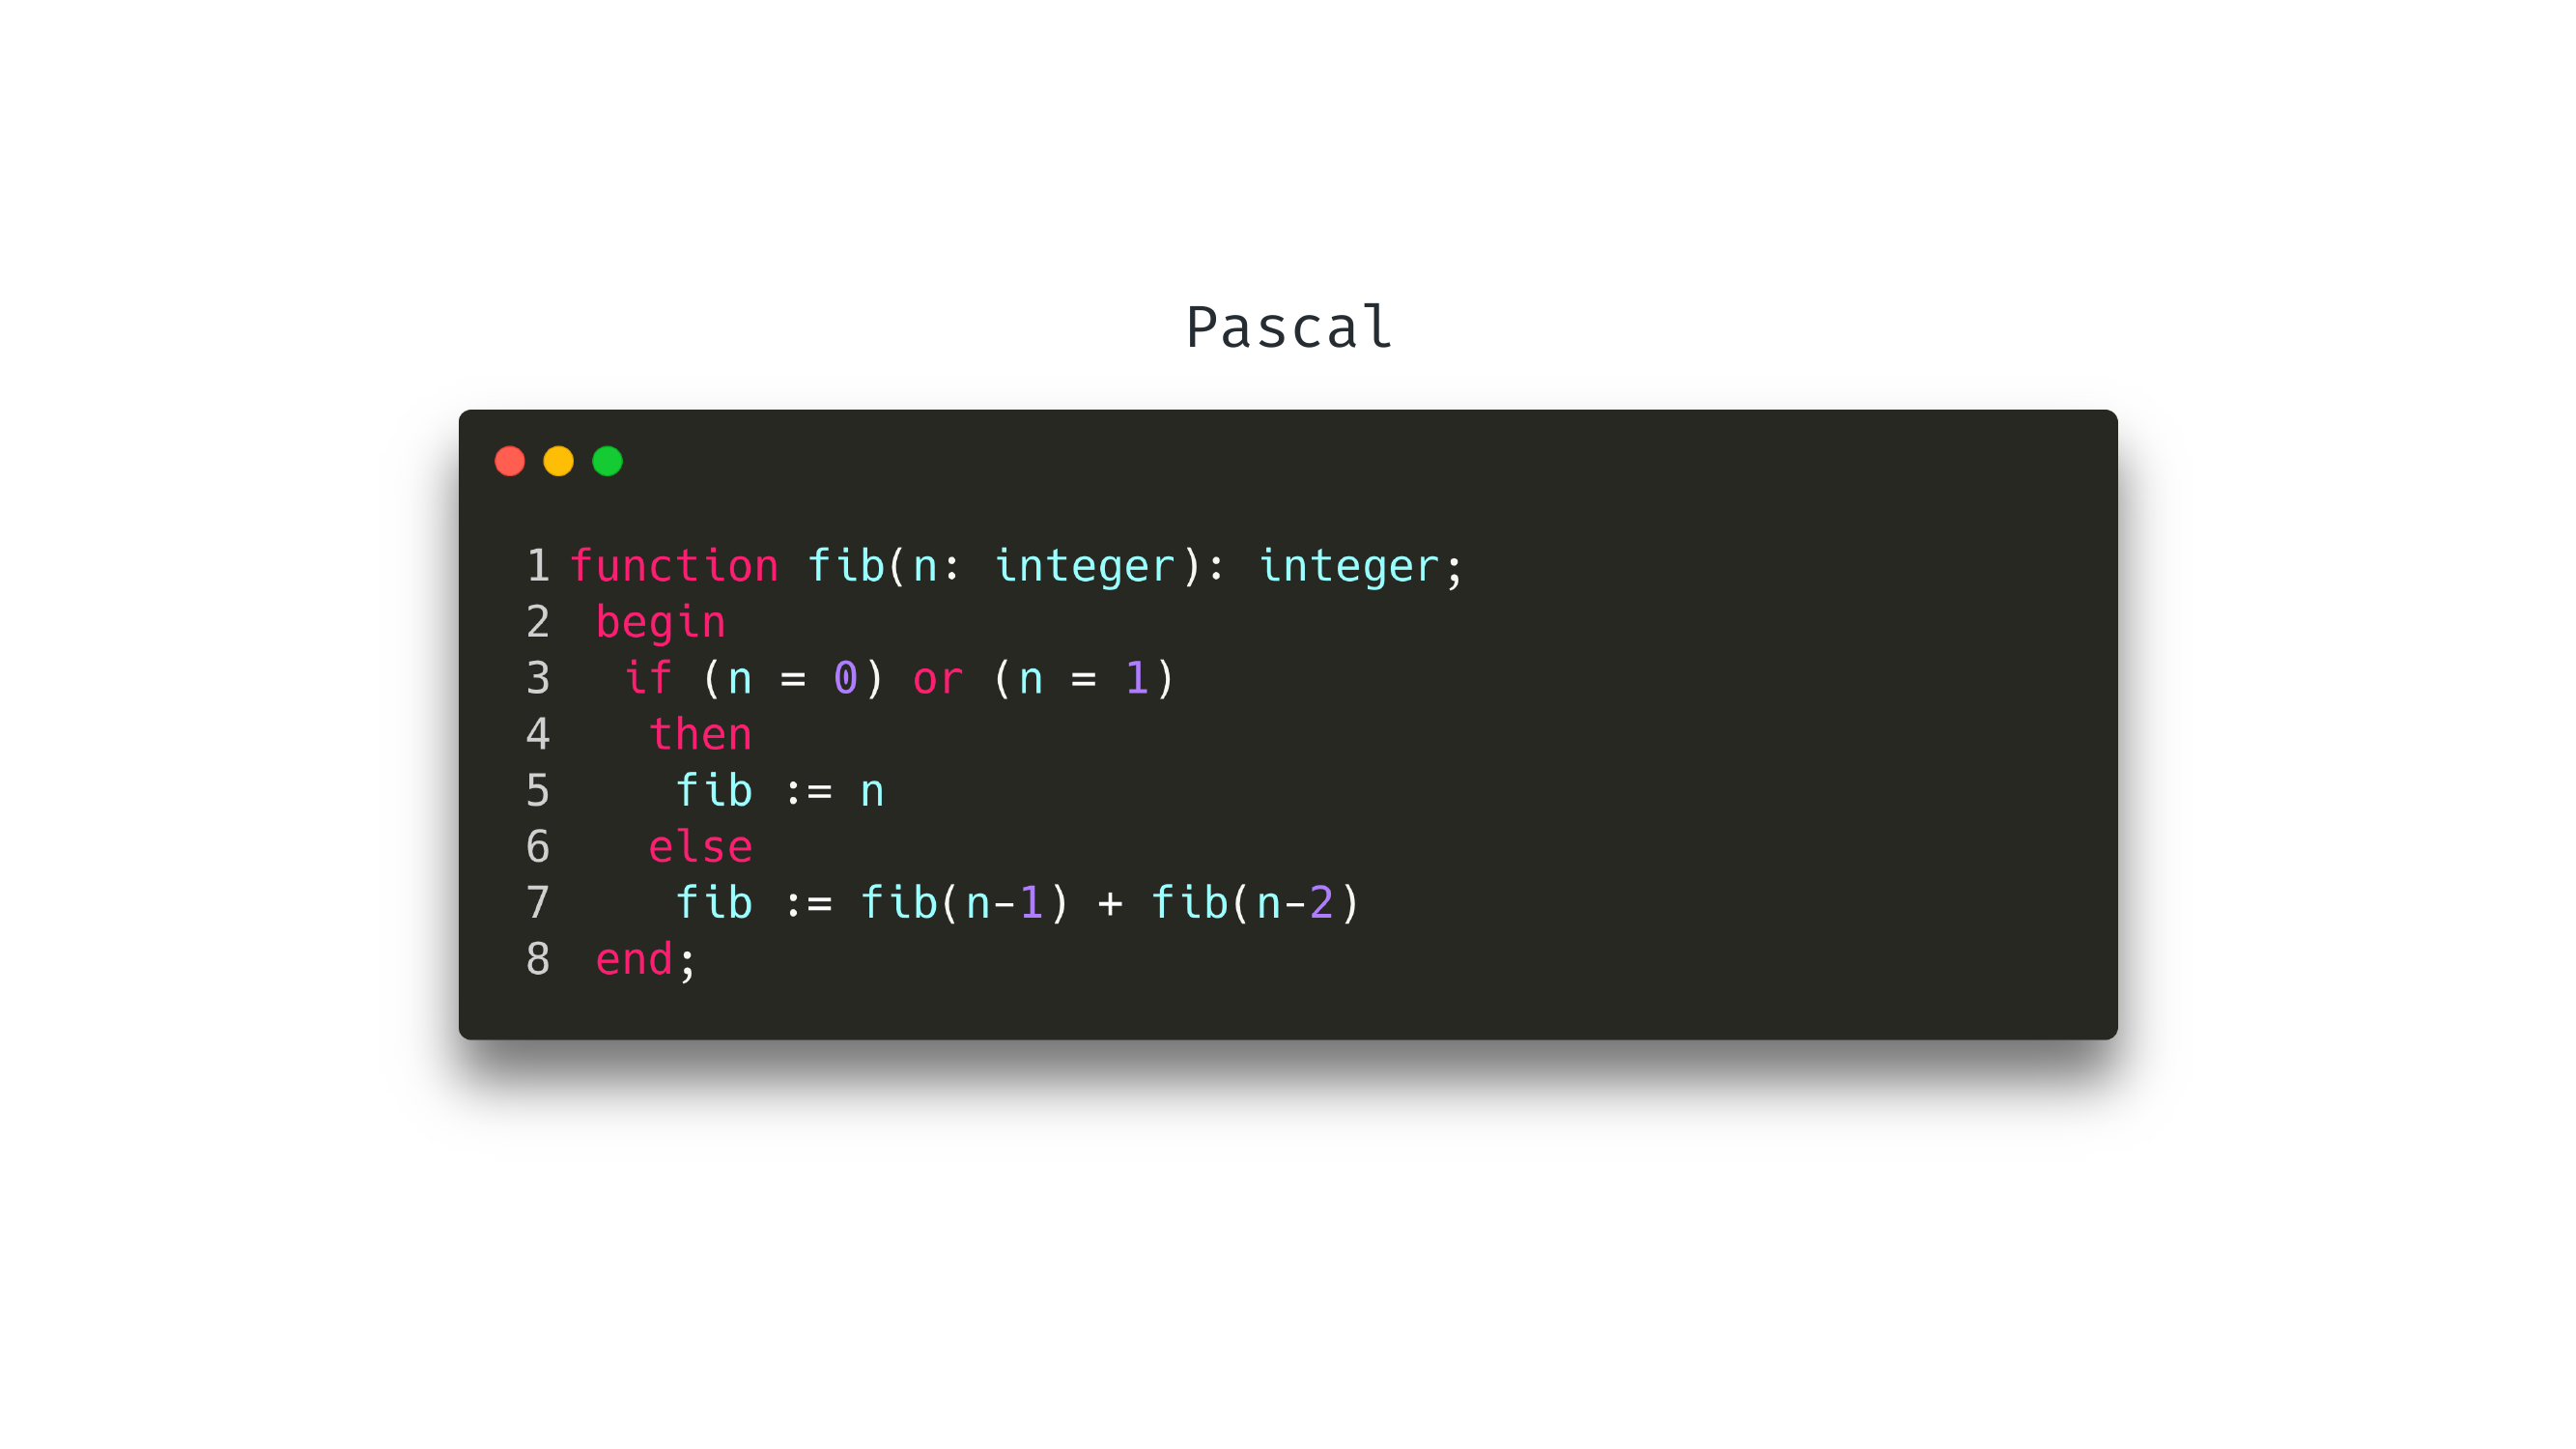 Pascal
1 function fib(n: integer): integer;
2  begin
3   if (n = 0) or (n = 1)
4    then
5     fib := n
6    else
7     fib := fib(n-1) + fib(n-2)
8  end;